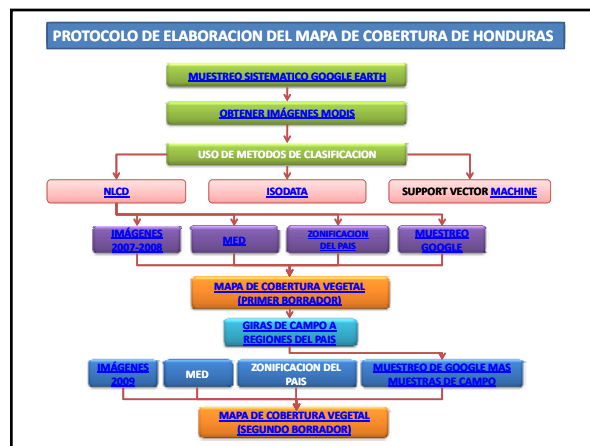 PROTOCOLO DE ELABORACION DEL MAPA DE COBERTURA DE HONDURAS
MUESTREO SISTEMATICO GOOGLE EARTH
OBTENER IMÁGENES MODIS
USO DE METODOS DE CLASIFICACION
NLCD
ISODATA
SUPPORT VECTOR MACHINE
IMÁGENES
2007-2008
MED
ZONIFICACION
DEL PAIS
MUESTREO
GOOGLE
MAPA DE COBERTURA VEGETAL
(PRIMER BORRADOR)
GIRAS DE CAMPO A
REGIONES DEL PAIS
IMÁGENES
2009
MED
ZONIFICACION DEL
PAIS
MUESTREO DE GOOGLE MAS
MUESTRAS DE CAMPO
MAPA DE COBERTURA VEGETAL
(SEGUNDO BORRADOR)